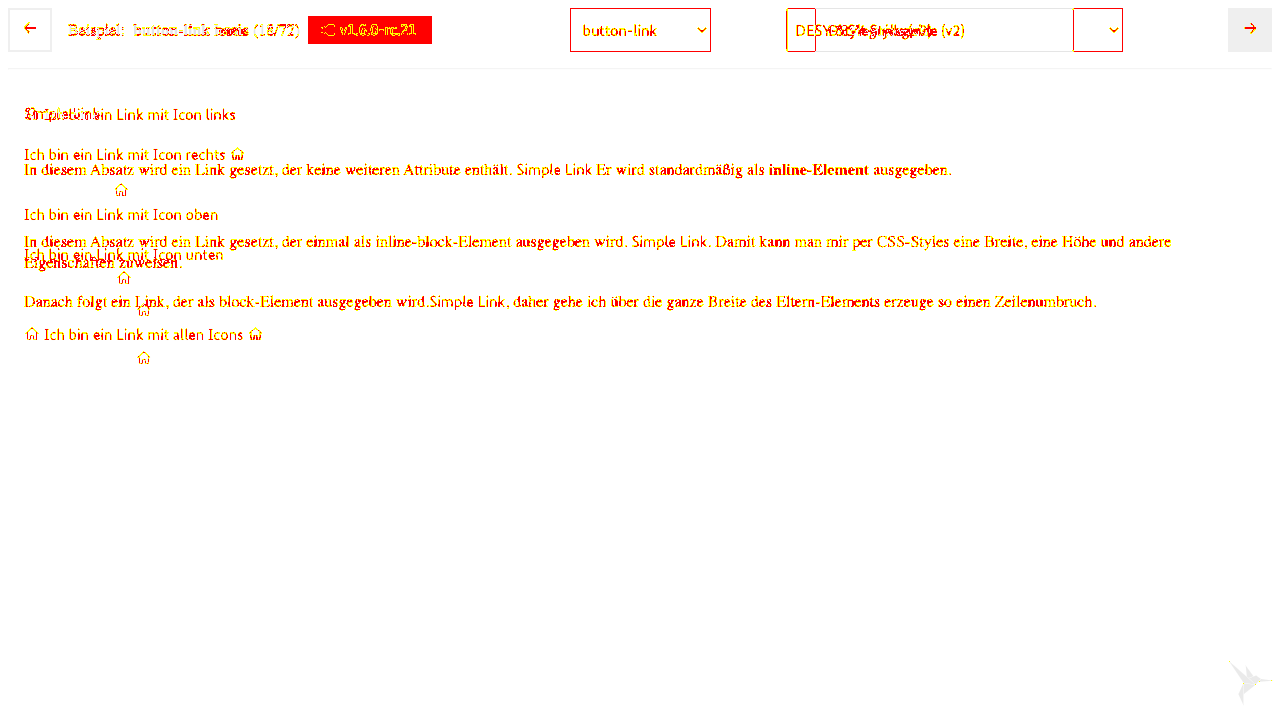 Beispiel: button-link basic v1.6.0-rc.21 button-link (v2)
Ich bin ein Link mit Icon links
Ich bin ein Link mit Icon rechts
In diesem Absatz wird ein Link gesetzt, der keine weiteren Attribute enthält. Simple Link Er wird standardmäßig als inline-Element ausgegeben.
Ich bin ein Link mit Icon oben
In diesem Absatz wird ein Link gesetzt, der einmal als inline-block-Element ausgegeben wird. Simple Link. Damit kann man mir per CSS-Styles eine Breite, eine Höhe und andere
Ich bin ein Link mit Icon unten
Eigenschaften zuweisen.
Danach folgt ein Link, der als block-Element ausgegeben wird.Simple Link, daher gehe ich über die ganze Breite des Eltern-Elements erzeuge so einen Zeilenumbruch.
Ich bin ein Link mit allen Icons